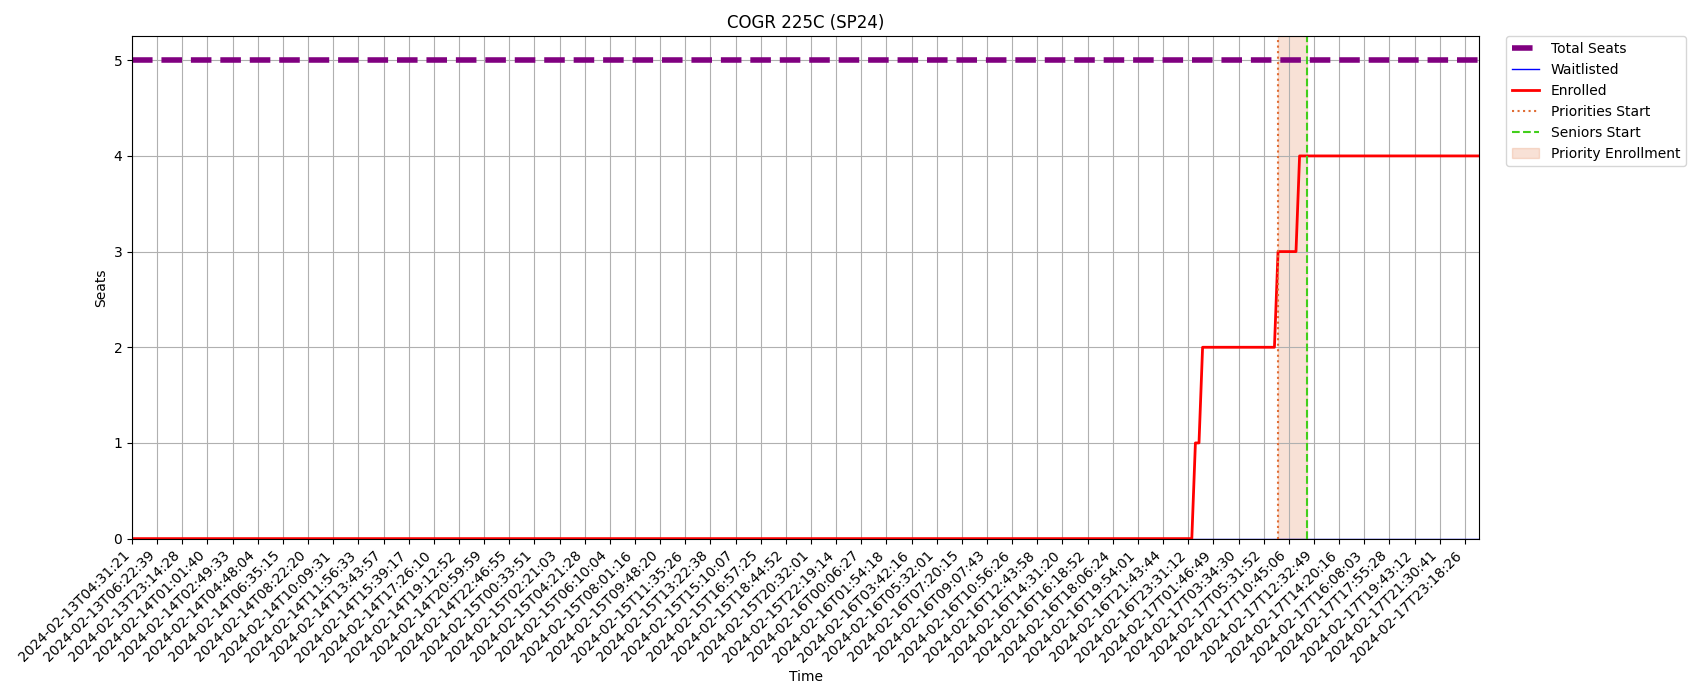 COGR 225C (SP24)
Total Seats
Waitlisted
Enrolled
Priorities Start
Seniors Start
Priority Enrollment
Seats
5
4
3
2
1
0
2024-02-13T04:31:21
2024-02-13T06:22:39
2024-02-13T23:14:28
2024-02-14T01:01:40
2024-02-14T02:49:33
2024-02-14T04:48:04
2024-02-14T06:35:15
2024-02-14T08:22:20
2024-02-14T10:09:31
2024-02-14T11:56:33
2024-02-14T13:43:57
2024-02-14T15:39:17
2024-02-14T17:26:10
2024-02-14T19:12:52
2024-02-14T20:59:59
2024-02-14T22:46:55
2024-02-15T00:33:51
2024-02-15T02:21:03
2024-02-15T04:21:28
2024-02-15T06:10:04
2024-02-15T08:01:16
2024-02-15T09:48:20
2024-02-15T11:35:26
2024-02-15T13:22:38
2024-02-15T15:10:07
2024-02-15T16:57:25
2024-02-15T18:44:52
2024-02-15T20:32:01
2024-02-15T22:19:14
2024-02-16T00:06:27
2024-02-16T01:54:18
2024-02-16T03:42:16
2024-02-16T05:32:01
2024-02-16T07:20:15
2024-02-16T09:07:43
2024-02-16T10:56:26
2024-02-16T12:43:58
2024-02-16T14:31:20
2024-02-16T16:18:52
2024-02-16T18:06:24
2024-02-16T19:54:01
2024-02-16T21:43:44
2024-02-16T23:31:12
2024-02-17T01:46:49
2024-02-17T03:34:30
2024-02-17T05:31:52
2024-02-17T10:45:06
2024-02-17T12:32:49
2024-02-17T14:20:16
2024-02-17T16:08:03
2024-02-17T17:55:28
2024-02-17T19:43:12
2024-02-17T21:30:41
2024-02-17T23:18:26
Time